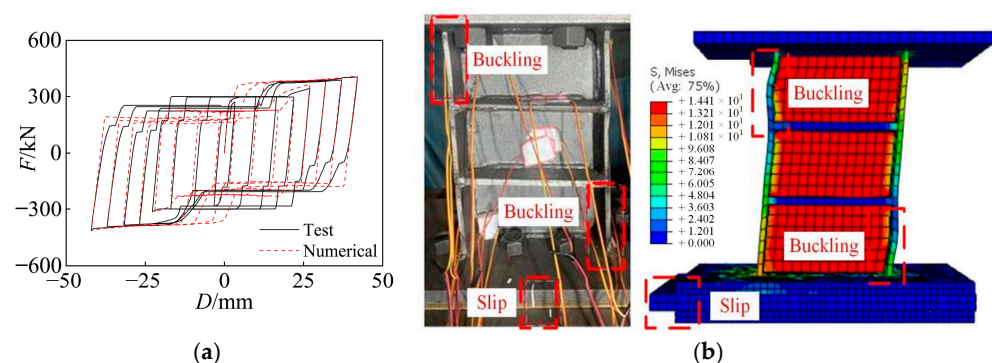 600
300
0
−300
−600
F/kN
−50
−25
0
25
50
D/mm
Test
Numerical
(a)
Buckling
Buckling
Slip
S, Mises
(Avg: 75%)
+ 1.441 × 10¹
+ 1.321 × 10¹
+ 1.201 × 10¹
+ 1.081 × 10¹
+ 9.608
+ 8.407
+ 7.206
+ 6.005
+ 4.804
+ 3.603
+ 2.402
+ 1.201
+ 0.000
Buckling
Buckling
Slip
(b)